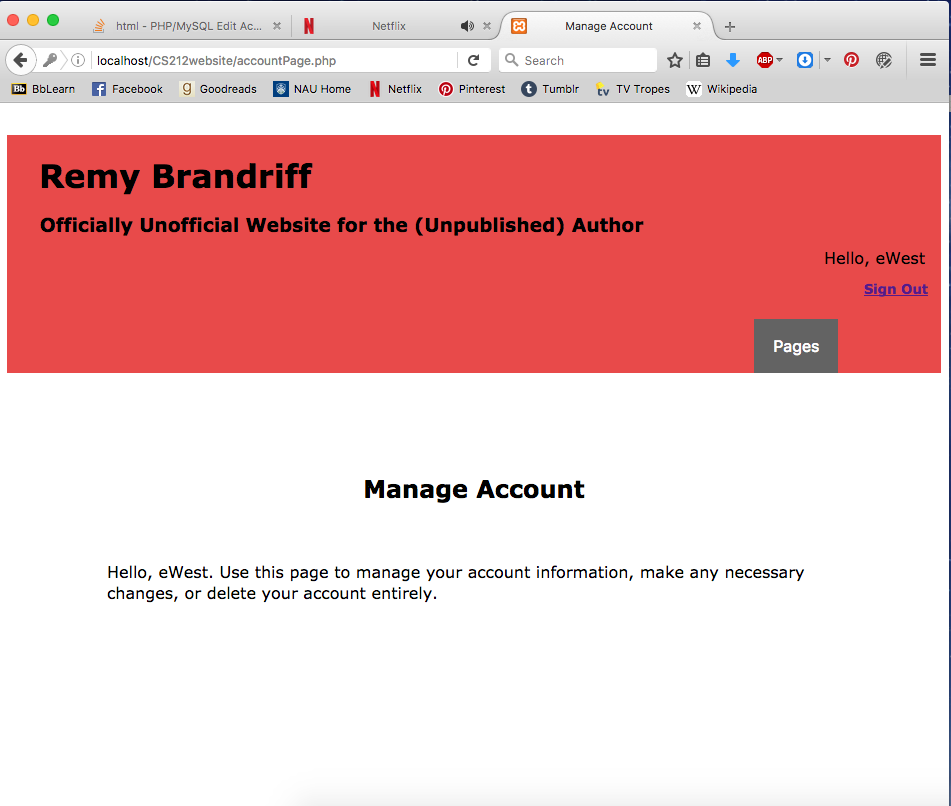 html - PHP/MySQL Edit Ac...
Netflix
Manage Account
localhost/CS212website/accountPage.php
Search
ABP
Bb BbLearn
f Facebook
g Goodreads
NAU Home
N Netflix
Pinterest
t Tumblr
tv TV Tropes
W Wikipedia
Remy Brandriff
Officially Unofficial Website for the (Unpublished) Author
Hello, eWest
Sign Out
Pages
Manage Account
Hello, eWest. Use this page to manage your account information, make any necessary
changes, or delete your account entirely.